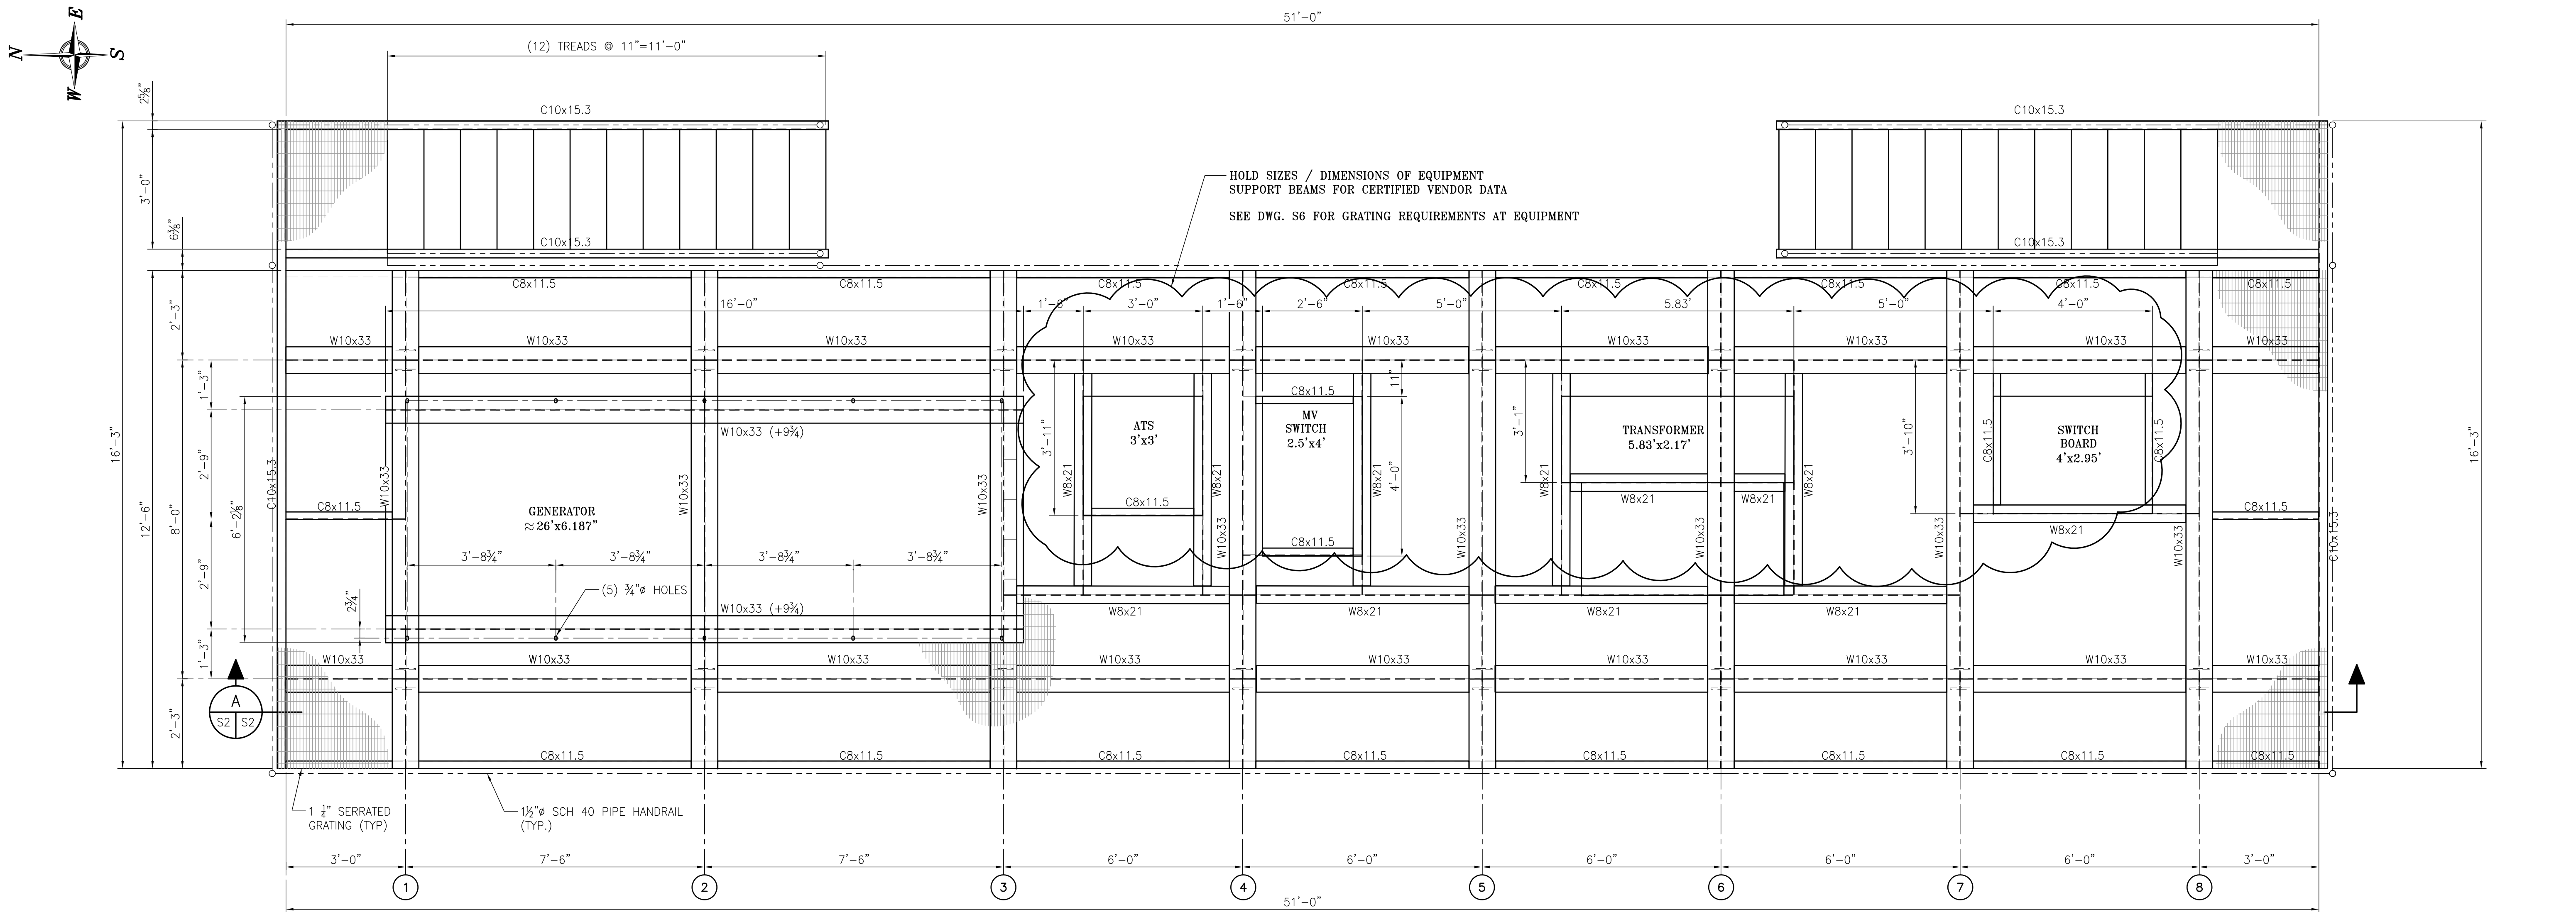 51'-0"
E
N
S
W
(12) TREADS @ 11"=11'-0"
2⅝"
C10x15.3
C10x15.3
3'-0"
HOLD SIZES / DIMENSIONS OF EQUIPMENT
SUPPORT BEAMS FOR CERTIFIED VENDOR DATA
SEE DWG. S6 FOR GRATING REQUIREMENTS AT EQUIPMENT
6⅜"
C10x15.3
C10x15.3
C8x11.5
C8x11.5
C8x11.5
C8x11.5
C8x11.5
C8x11.5
C8x11.5
C8x11.5
2'-3"
16'-0"
1'-6"
3'-0"
1'-6"
2'-6"
5'-0"
5.83'
5'-0"
4'-0"
W10x33
W10x33
W10x33
W10x33
W10x33
W10x33
W10x33
W10x33
W10x33
1'-3"
11"
C8x11.5
W10x33 (+9¾)
3'-11"
ATS
3'x3'
MV
SWITCH
2.5'x4'
3'-1"
TRANSFORMER
5.83'x2.17'
3'-10"
SWITCH
BOARD
4'x2.95'
C8x11.5
C8x11.5
16'-3"
12'-6"
8'-0"
2'-9"
6'-2⅛"
C10x15.3
W10x33
W10x33
W10x33
W8x21
W8x21
W8x21
4'-0"
W8x21
W8x21
16'-3"
C8x11.5
C8x11.5
W8x21
W8x21
C8x11.5
GENERATOR
≈26'x6.187"
W10x33
W10x33
W10x33
W10x33
W8x21
W10x33
C10x15.3
C8x11.5
3'-8¾"
3'-8¾"
3'-8¾"
3'-8¾"
2'-9"
2¾"
(5) ¾"ø HOLES
W10x33 (+9¾)
W8x21
W8x21
W8x21
W8x21
1'-3"
W10x33
W10x33
W10x33
W10x33
W10x33
W10x33
W10x33
W10x33
W10x33
A
S2
S2
2'-3"
C8x11.5
C8x11.5
C8x11.5
C8x11.5
C8x11.5
C8x11.5
C8x11.5
C8x11.5
1 ¼" SERRATED
GRATING (TYP)
1½"ø SCH 40 PIPE HANDRAIL
(TYP.)
3'-0"
7'-6"
7'-6"
6'-0"
6'-0"
6'-0"
6'-0"
6'-0"
3'-0"
1
2
3
4
5
6
7
8
51'-0"